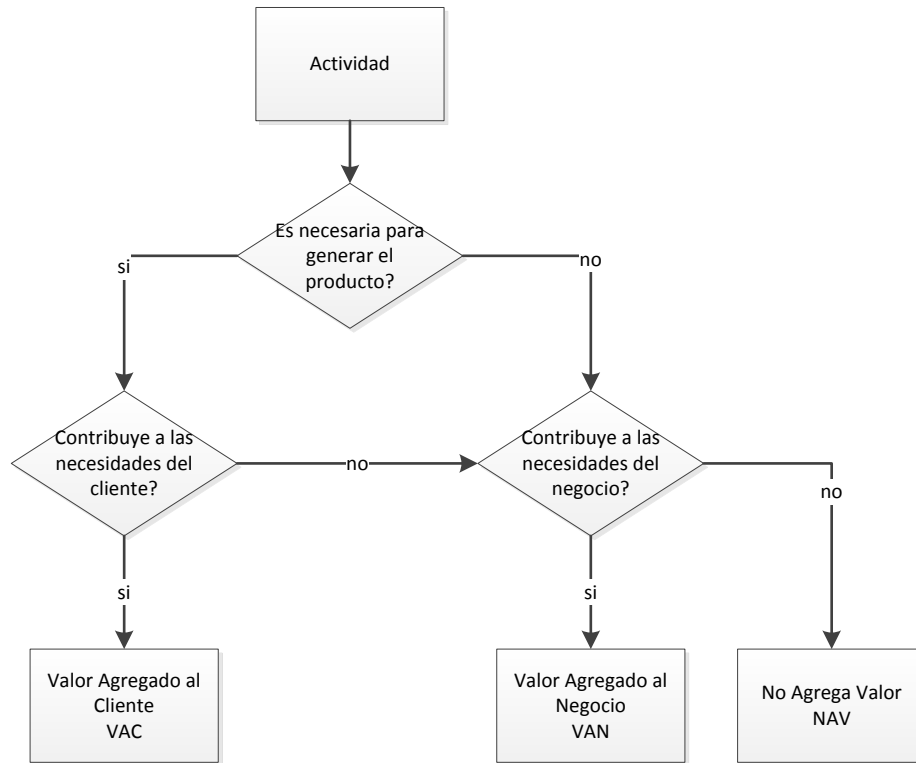 Actividad
Es necesaria para
generar el
producto?
si
no
Contribuye a las
necesidades del
cliente?
no
Contribuye a las
necesidades del
negocio?
no
si
si
Valor Agregado al
Cliente
VAC
Valor Agregado al
Negocio
VAN
No Agrega Valor
NAV